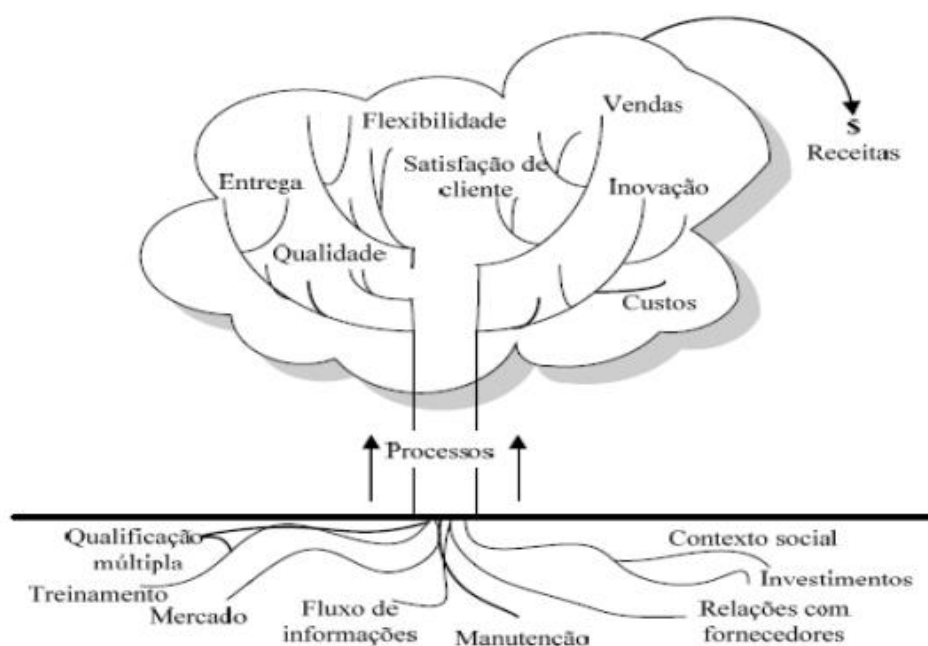 Vendas
Flexibilidade
$
Receitas
Satisfação de
cliente
Entrega
Inovação
Qualidade
Custos
Processos
Qualificação
múltipla
Contexto social
Treinamento
Investimentos
Mercado
Fluxo de
informações
Manutenção
Relações com
fornecedores